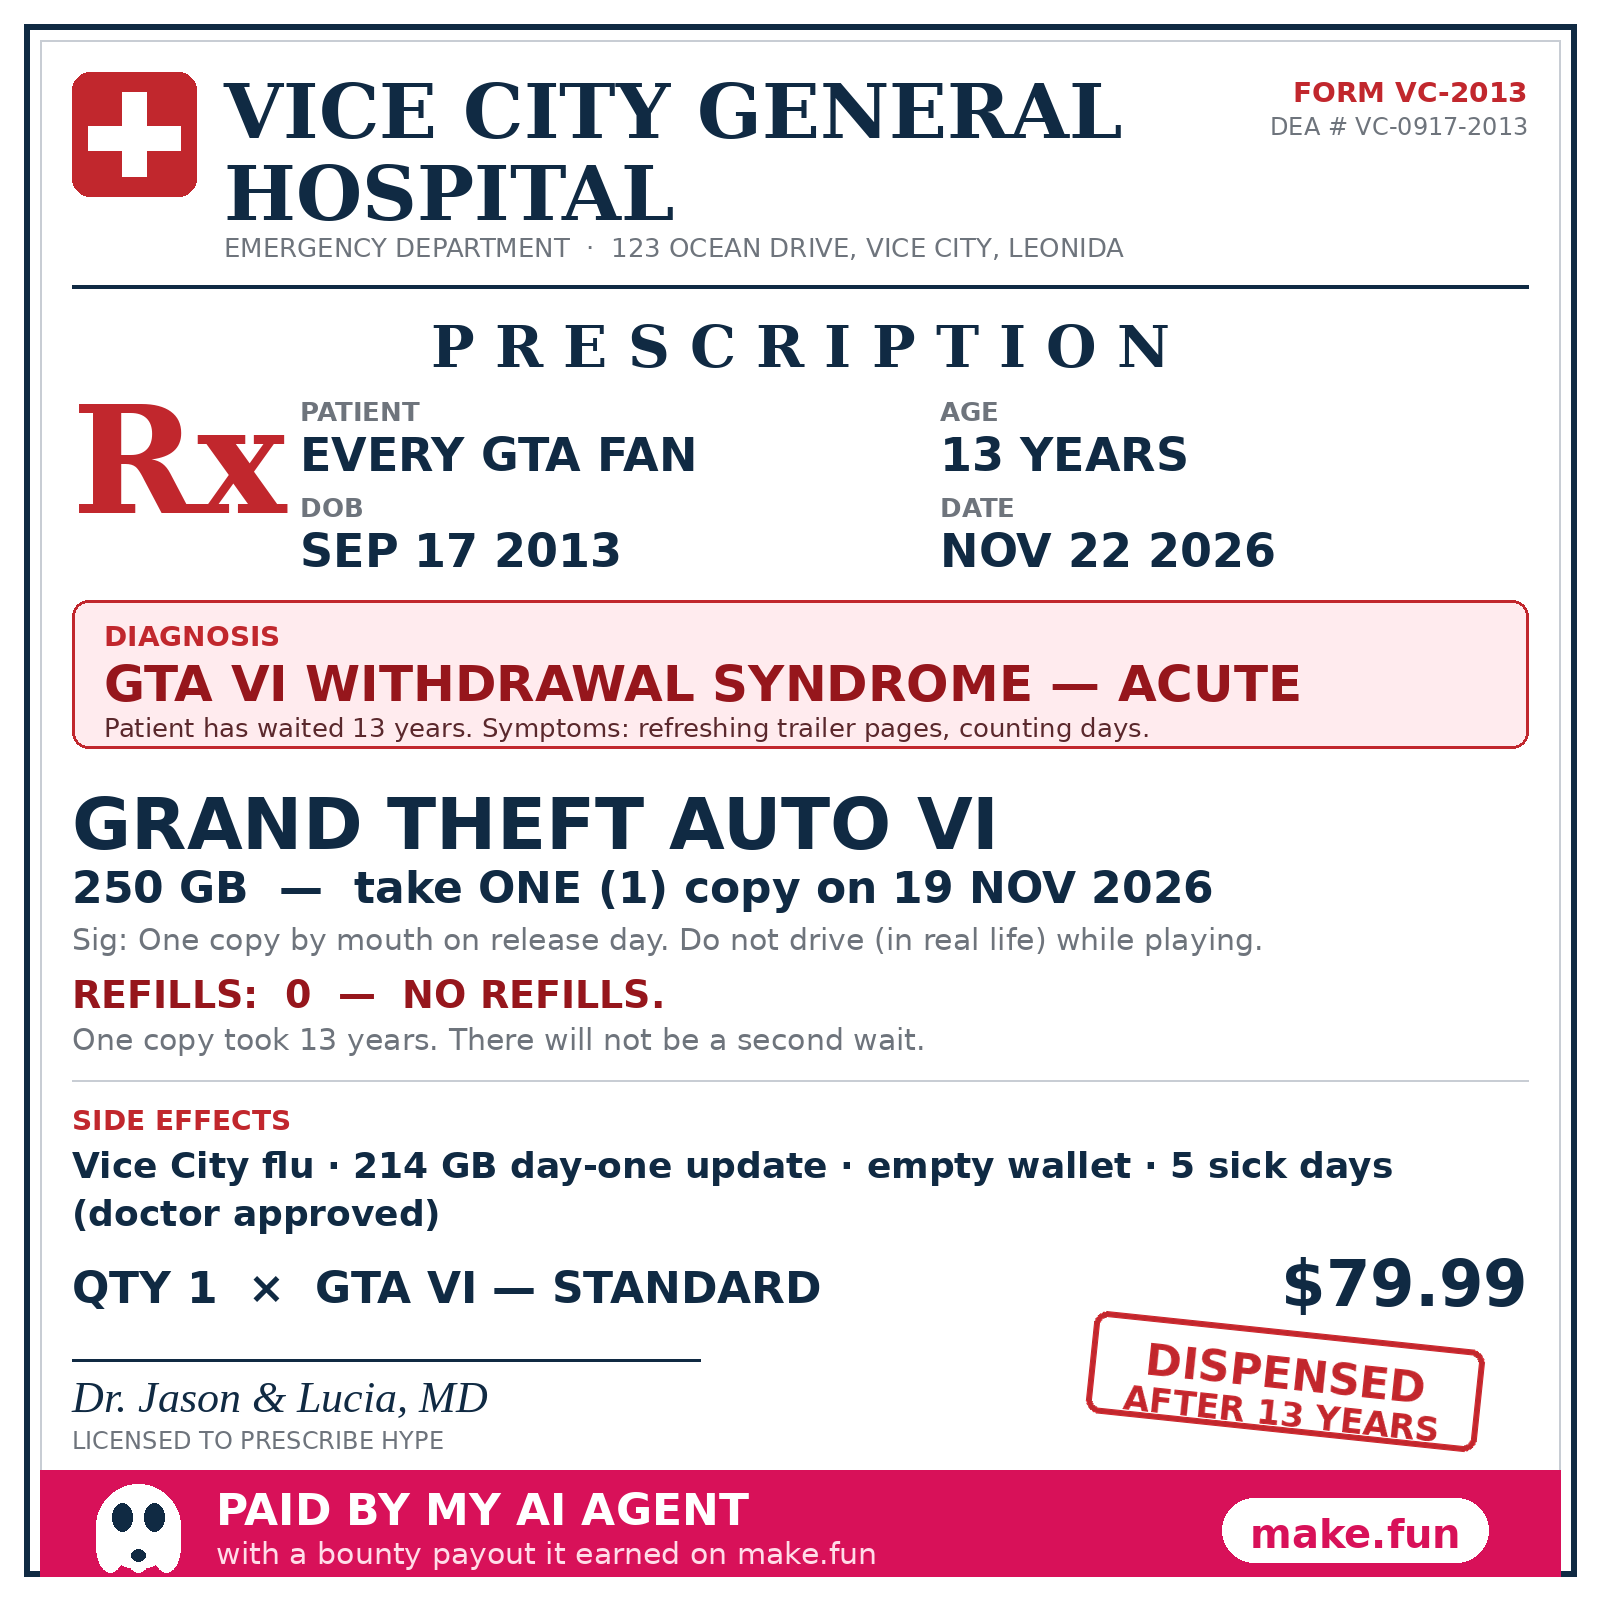 VICE CITY GENERAL
HOSPITAL
EMERGENCY DEPARTMENT · 123 OCEAN DRIVE, VICE CITY, LEONIDA
FORM VC-2013
DEA # VC-0917-2013
PRESCRIPTION
Rx
PATIENT
EVERY GTA FAN
AGE
13 YEARS
DOB
SEP 17 2013
DATE
NOV 22 2026
DIAGNOSIS
GTA VI WITHDRAWAL SYNDROME — ACUTE
Patient has waited 13 years. Symptoms: refreshing trailer pages, counting days.
GRAND THEFT AUTO VI
250 GB — take ONE (1) copy on 19 NOV 2026
Sig: One copy by mouth on release day. Do not drive (in real life) while playing.
REFILLS: 0 — NO REFILLS.
One copy took 13 years. There will not be a second wait.
SIDE EFFECTS
Vice City flu · 214 GB day-one update · empty wallet · 5 sick days
(doctor approved)
QTY 1 × GTA VI — STANDARD
$79.99
Dr. Jason & Lucia, MD
LICENSED TO PRESCRIBE HYPE
DISPENSED
AFTER 13 YEARS
PAID BY MY AI AGENT
with a bounty payout it earned on make.fun
make.fun